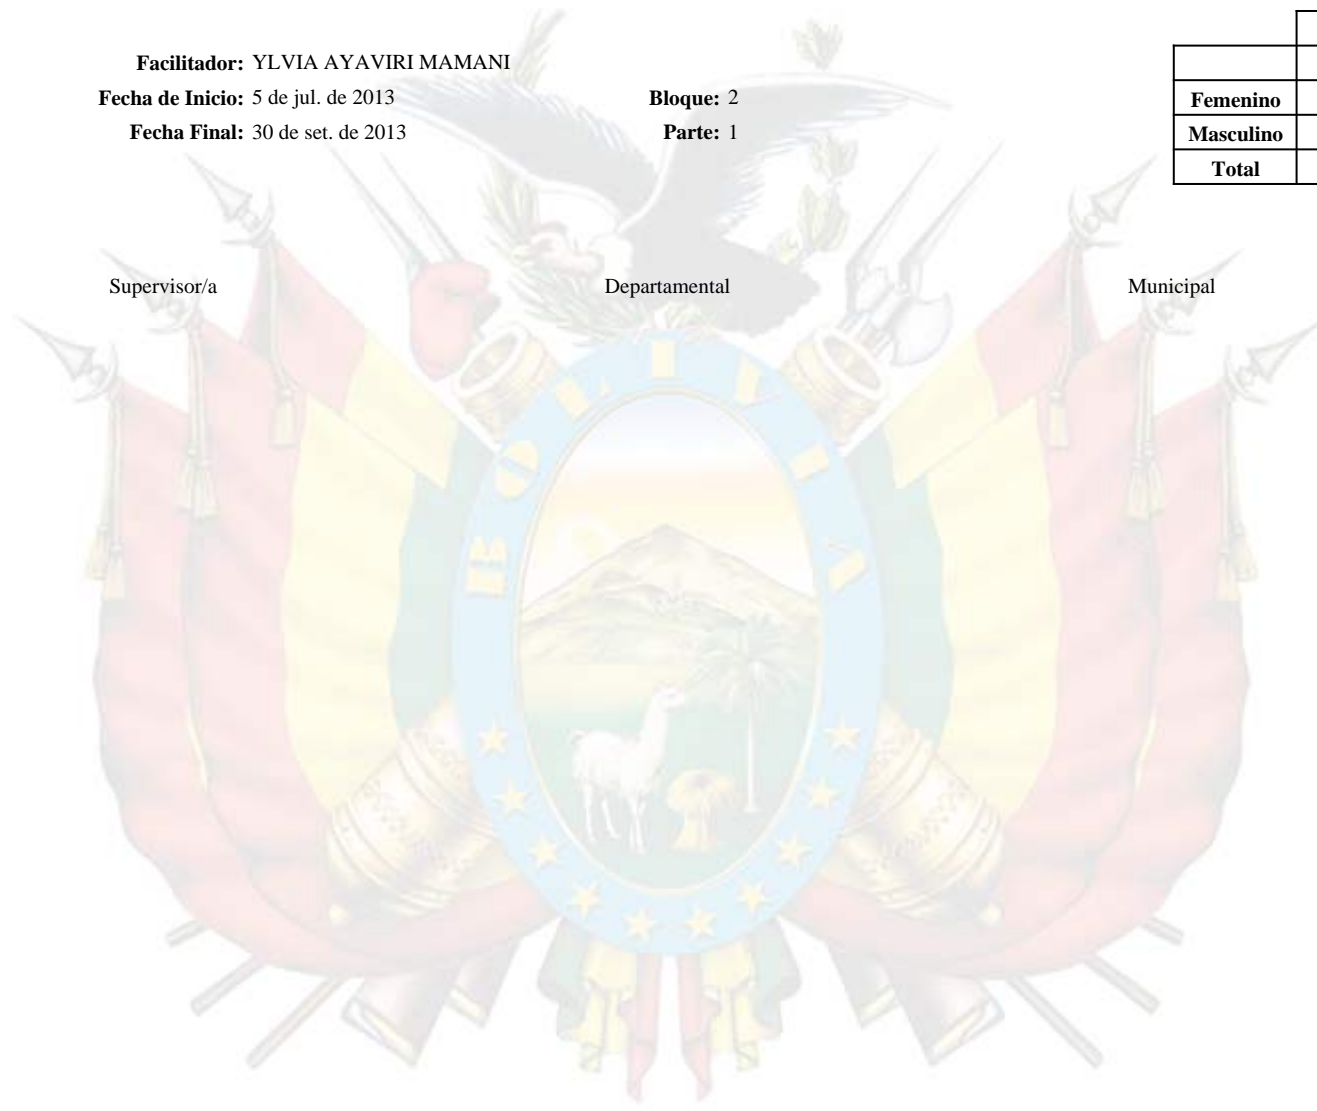 Facilitador: YLVIA AYAVIRI MAMANI
Fecha de Inicio: 5 de jul. de 2013 Bloque: 2
Fecha Final: 30 de set. de 2013 Parte: 1
Femenino
Masculino
Total
Supervisor/a Departamental Municipal
BOLIVIA